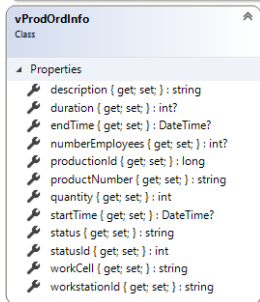 vProdOrdInfo
Class
Properties
description { get; set; } : string
duration { get; set; } : int?
endTime { get; set; } : DateTime?
numberEmployees { get; set; } : int?
productionId { get; set; } : long
productNumber { get; set; } : string
quantity { get; set; } : int
startTime { get; set; } : DateTime?
status { get; set; } : string
statusId { get; set; } : int
workCell { get; set; } : string
workstationId { get; set; } : string